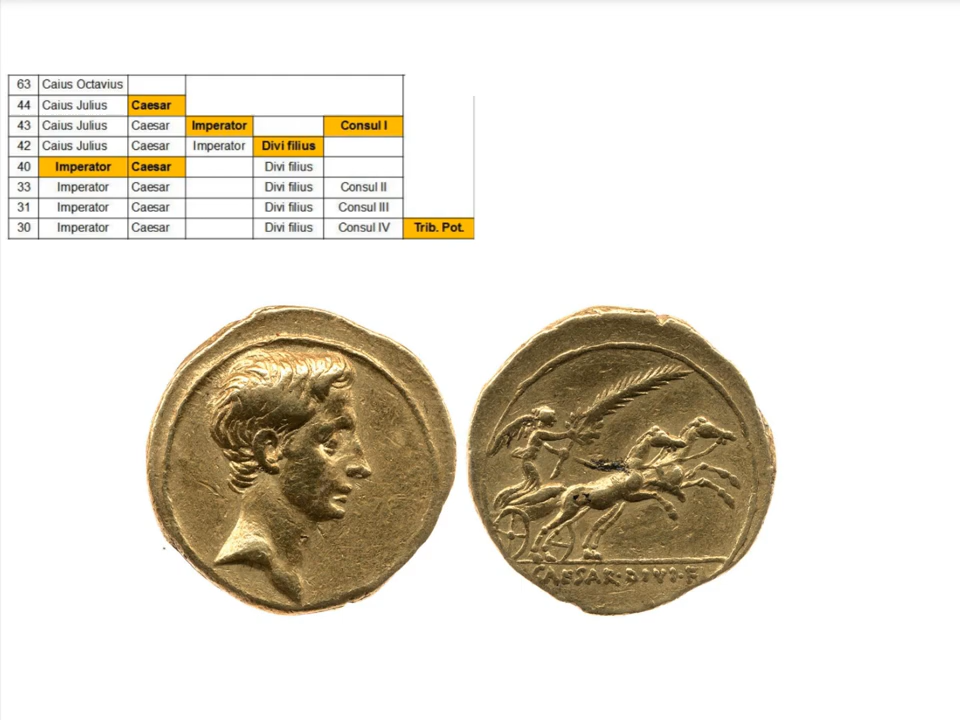 63 Caius Octavius
44 Caius Julius Caesar
43 Caius Julius Caesar Imperator Consul I
42 Caius Julius Caesar Imperator Divi filius
40 Imperator Caesar Divi filius
33 Imperator Caesar Divi filius Consul II
31 Imperator Caesar Divi filius Consul III
30 Imperator Caesar Divi filius Consul IV Trib. Pot.
CAESAR·DIVI·F